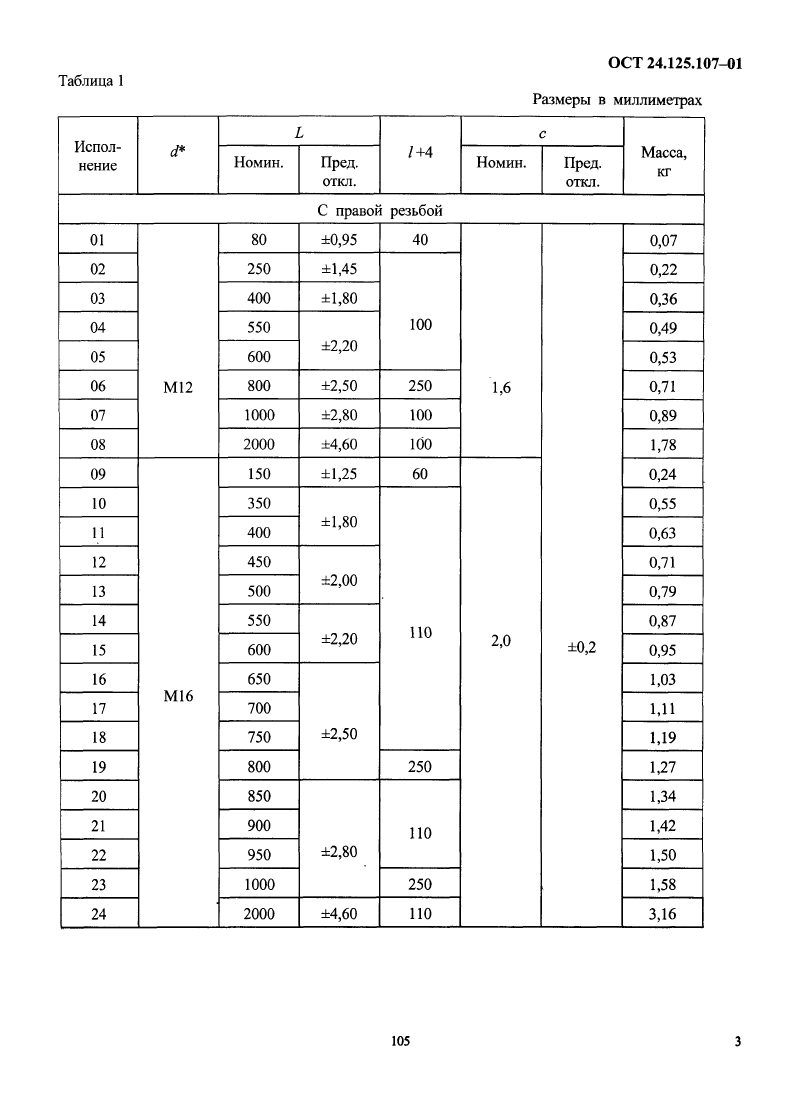 ОСТ 24.125.107–01
Таблица 1
Размеры в миллиметрах
Испол-
нение
d*
L
l+4
c
Масса,
кг
Номин.
Пред.
откл.
Номин.
Пред.
откл.
С правой резьбой
01 М12 80 ±0,95 40 1,6 ±0,2 0,07
02 250 ±1,45 100 0,22
03 400 ±1,80 0,36
04 550 ±2,20 0,49
05 600 0,53
06 800 ±2,50 250 0,71
07 1000 ±2,80 100 0,89
08 2000 ±4,60 100 1,78
09 М16 150 ±1,25 60 2,0 0,24
10 350 ±1,80 110 0,55
11 400 0,63
12 450 ±2,00 0,71
13 500 0,79
14 550 ±2,20 0,87
15 600 0,95
16 650 ±2,50 1,03
17 700 1,11
18 750 1,19
19 800 250 1,27
20 850 ±2,80 110 1,34
21 900 1,42
22 950 1,50
23 1000 250 1,58
24 2000 ±4,60 110 3,16
105
3